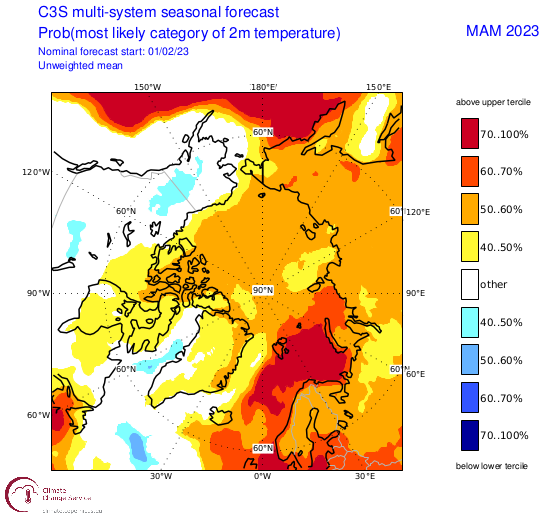 C3S multi-system seasonal forecast
Prob(most likely category of 2m temperature)
MAM 2023
Nominal forecast start: 01/02/23
Unweighted mean
150°W 180°E 150°E
above upper tercile
70..100%
60..70%
50..60%
40..50%
other
40..50%
50..60%
60..70%
70..100%
below lower tercile
60°N
120°W
60°N 60°N 120°E
90°W 90°N 90°E
60°N 60°N 60°E
60°W
60°N
30°W 0°W 30°E
Climate
Change Service